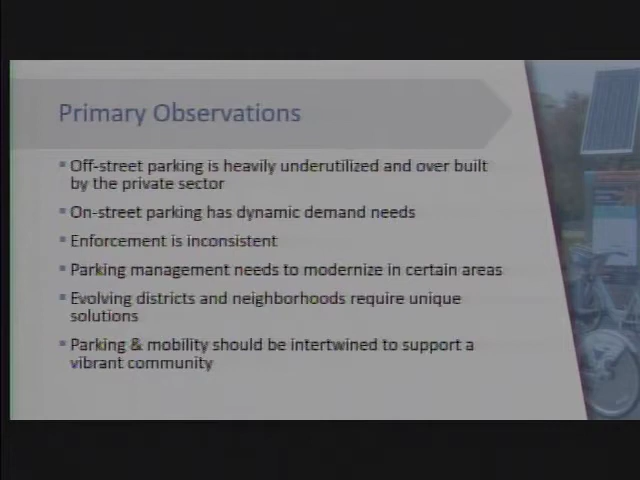 Primary Observations
Off-street parking is heavily underutilized and over built
by the private sector
On-street parking has dynamic demand needs
Enforcement is inconsistent
Parking management needs to modernize in certain areas
Evolving districts and neighborhoods require unique
solutions
Parking & mobility should be intertwined to support a
vibrant community